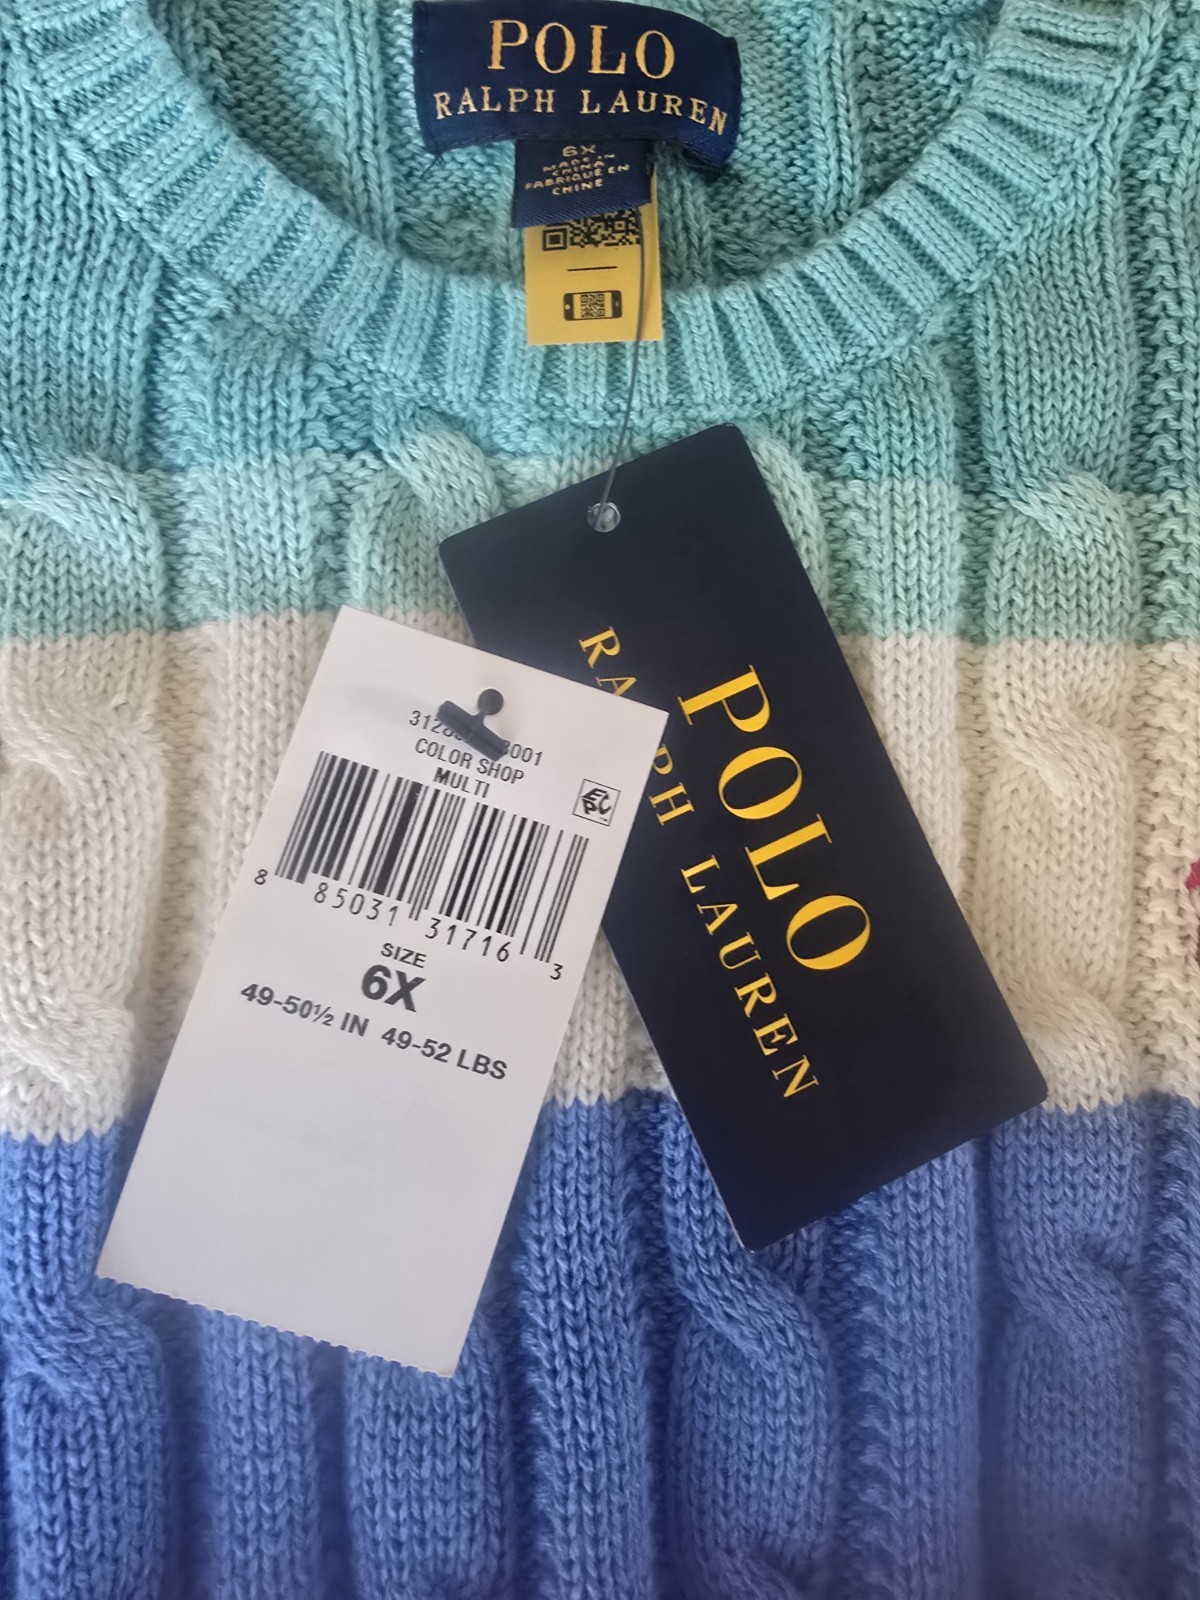 POLO
RALPH LAUREN
6X
MADE IN
CHINA
FABRIQUÉ EN
CHINE
POLO
RALPH LAUREN
COLOR SHOP
MULTI
8 85031 31716 3
SIZE
6X
49-50½ IN 49-52 LBS